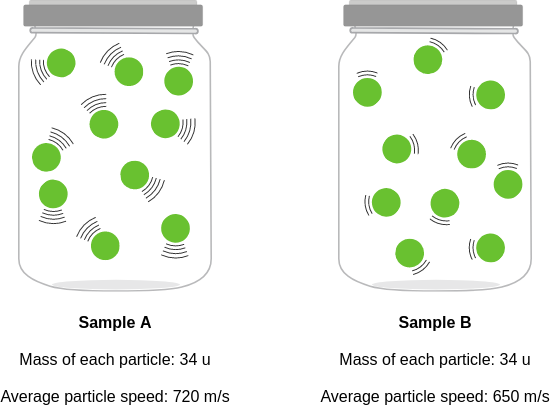 Sample A
Mass of each particle: 34 u
Average particle speed: 720 m/s
Sample B
Mass of each particle: 34 u
Average particle speed: 650 m/s